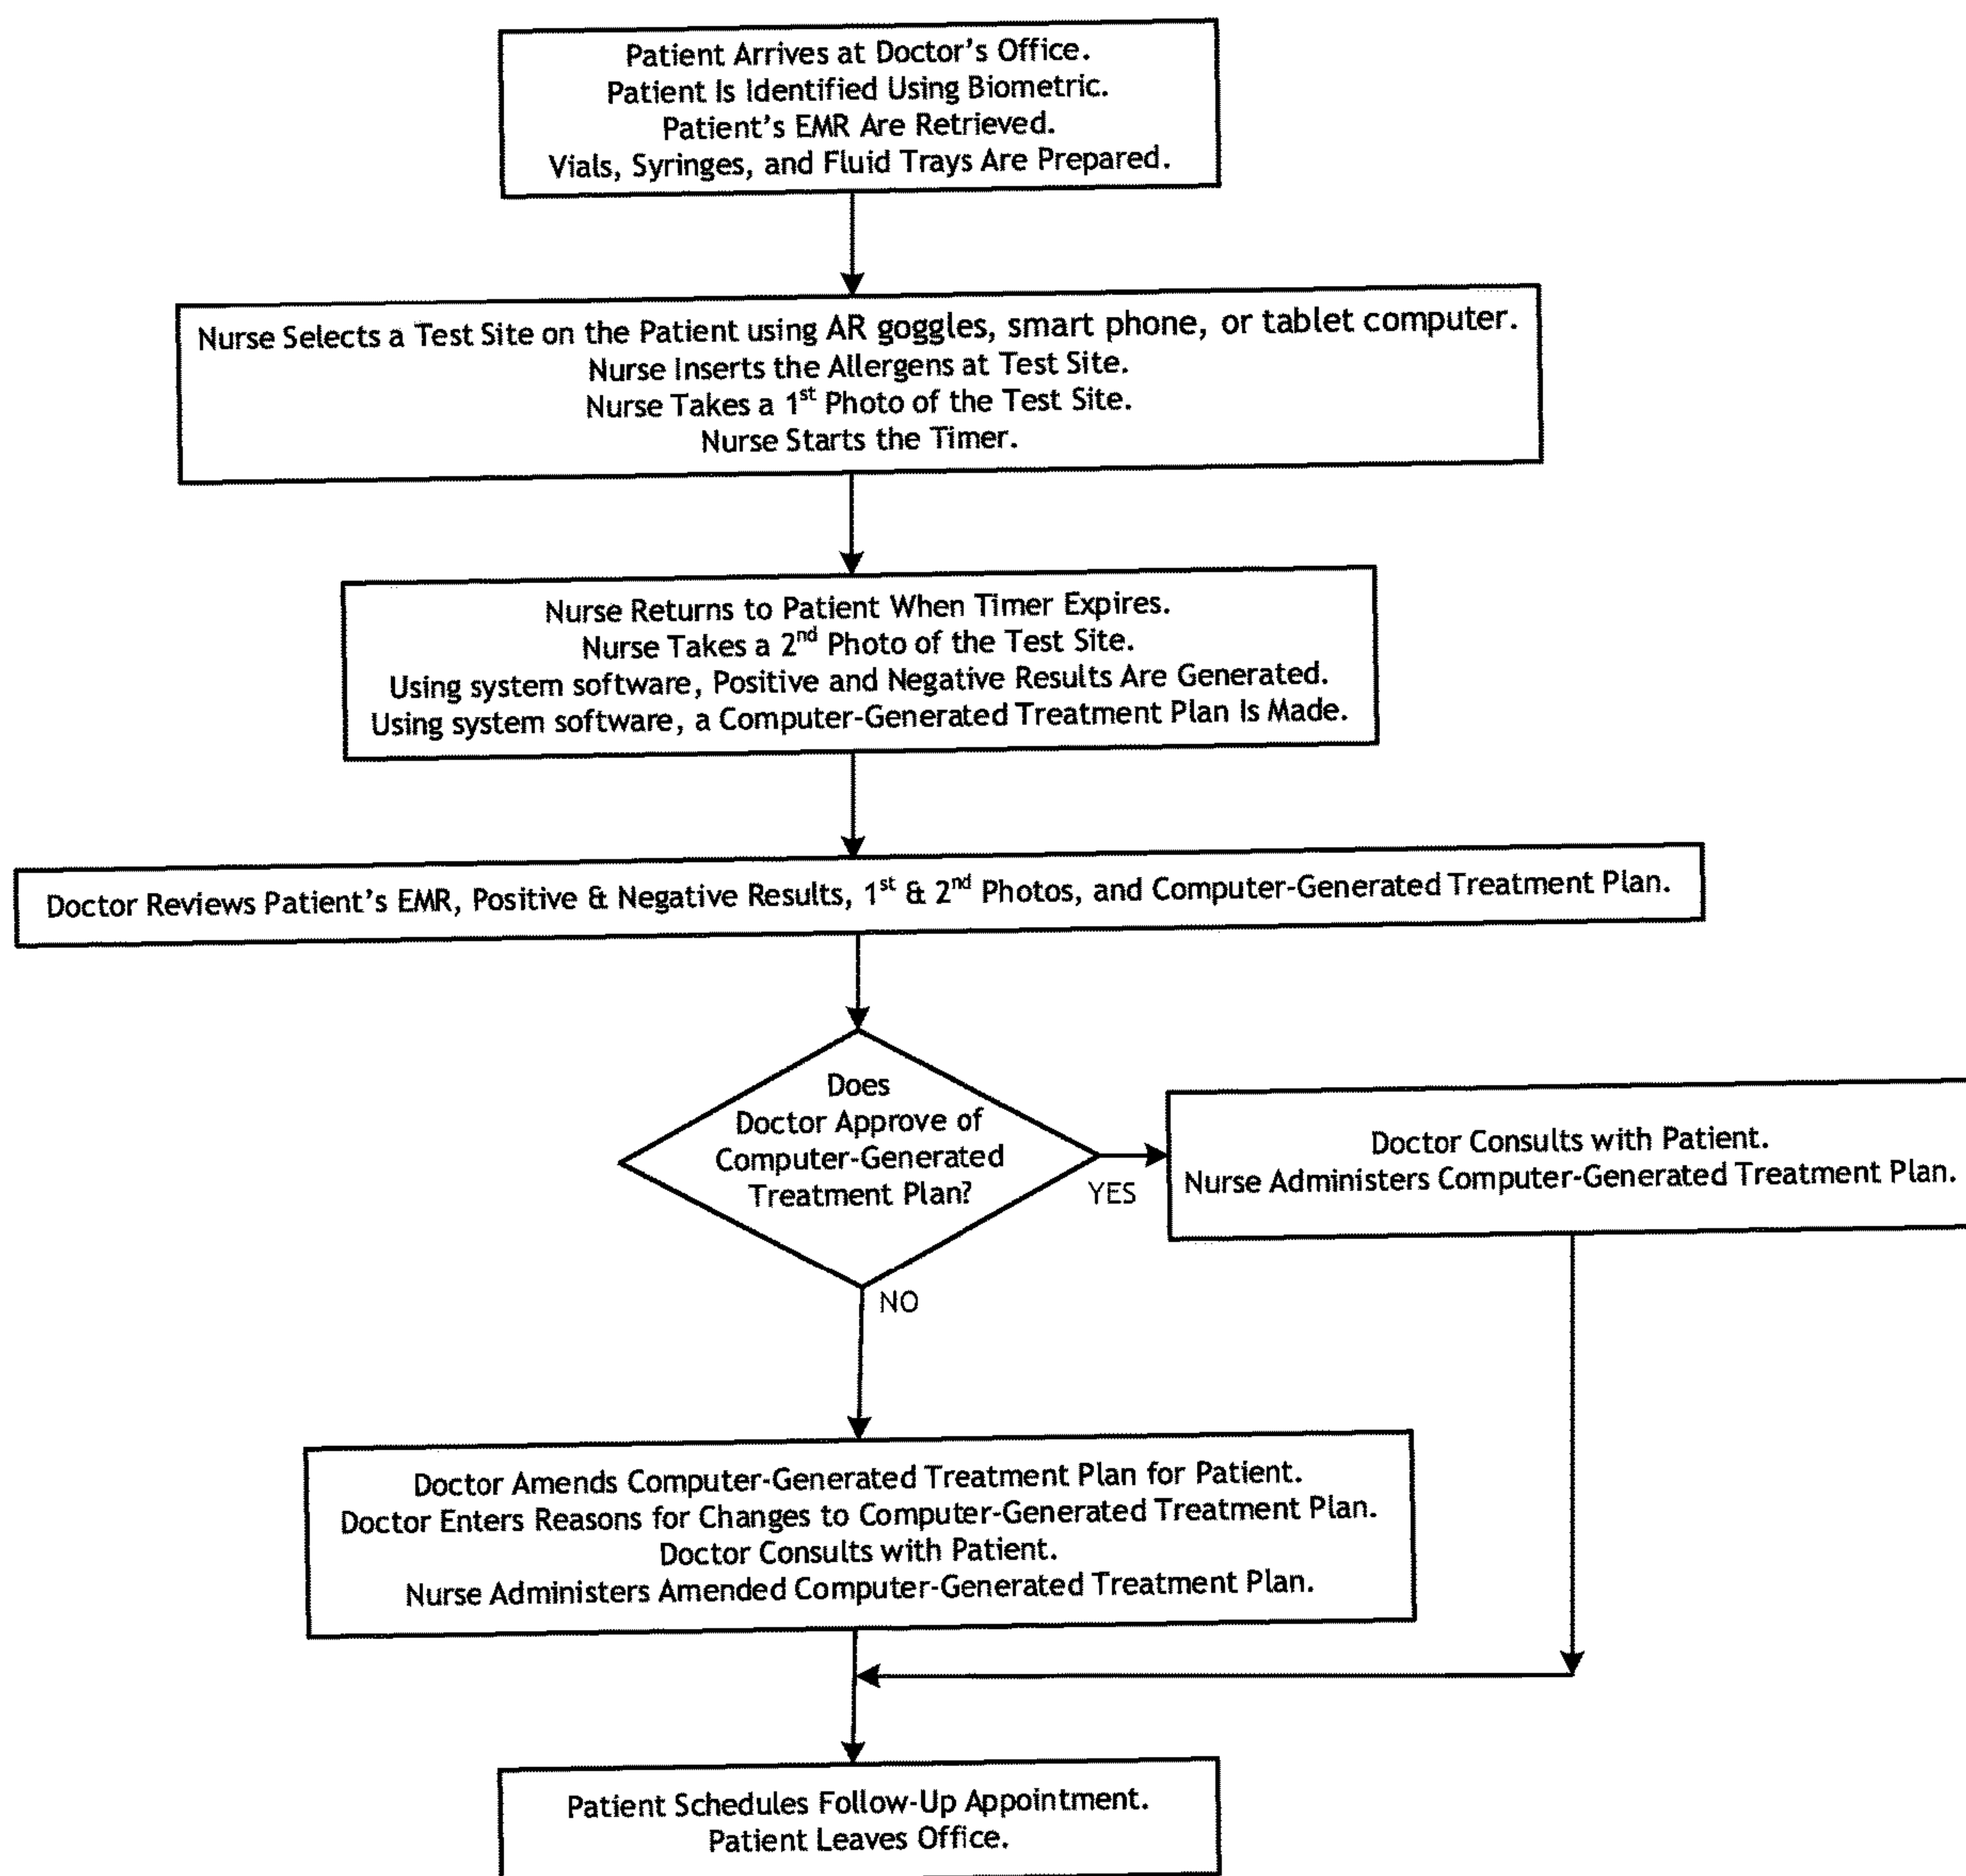 Patient Arrives at Doctor's Office.
Patient Is Identified Using Biometric.
Patient's EMR Are Retrieved.
Vials, Syringes, and Fluid Trays Are Prepared.
Nurse Selects a Test Site on the Patient using AR goggles, smart phone, or tablet computer.
Nurse Inserts the Allergens at Test Site.
Nurse Takes a 1st Photo of the Test Site.
Nurse Starts the Timer.
Nurse Returns to Patient When Timer Expires.
Nurse Takes a 2nd Photo of the Test Site.
Using system software, Positive and Negative Results Are Generated.
Using system software, a Computer-Generated Treatment Plan Is Made.
Doctor Reviews Patient's EMR, Positive & Negative Results, 1st & 2nd Photos, and Computer-Generated Treatment Plan.
Does
Doctor Approve of
Computer-Generated
Treatment Plan?
YES
Doctor Consults with Patient.
Nurse Administers Computer-Generated Treatment Plan.
NO
Doctor Amends Computer-Generated Treatment Plan for Patient.
Doctor Enters Reasons for Changes to Computer-Generated Treatment Plan.
Doctor Consults with Patient.
Nurse Administers Amended Computer-Generated Treatment Plan.
Patient Schedules Follow-Up Appointment.
Patient Leaves Office.